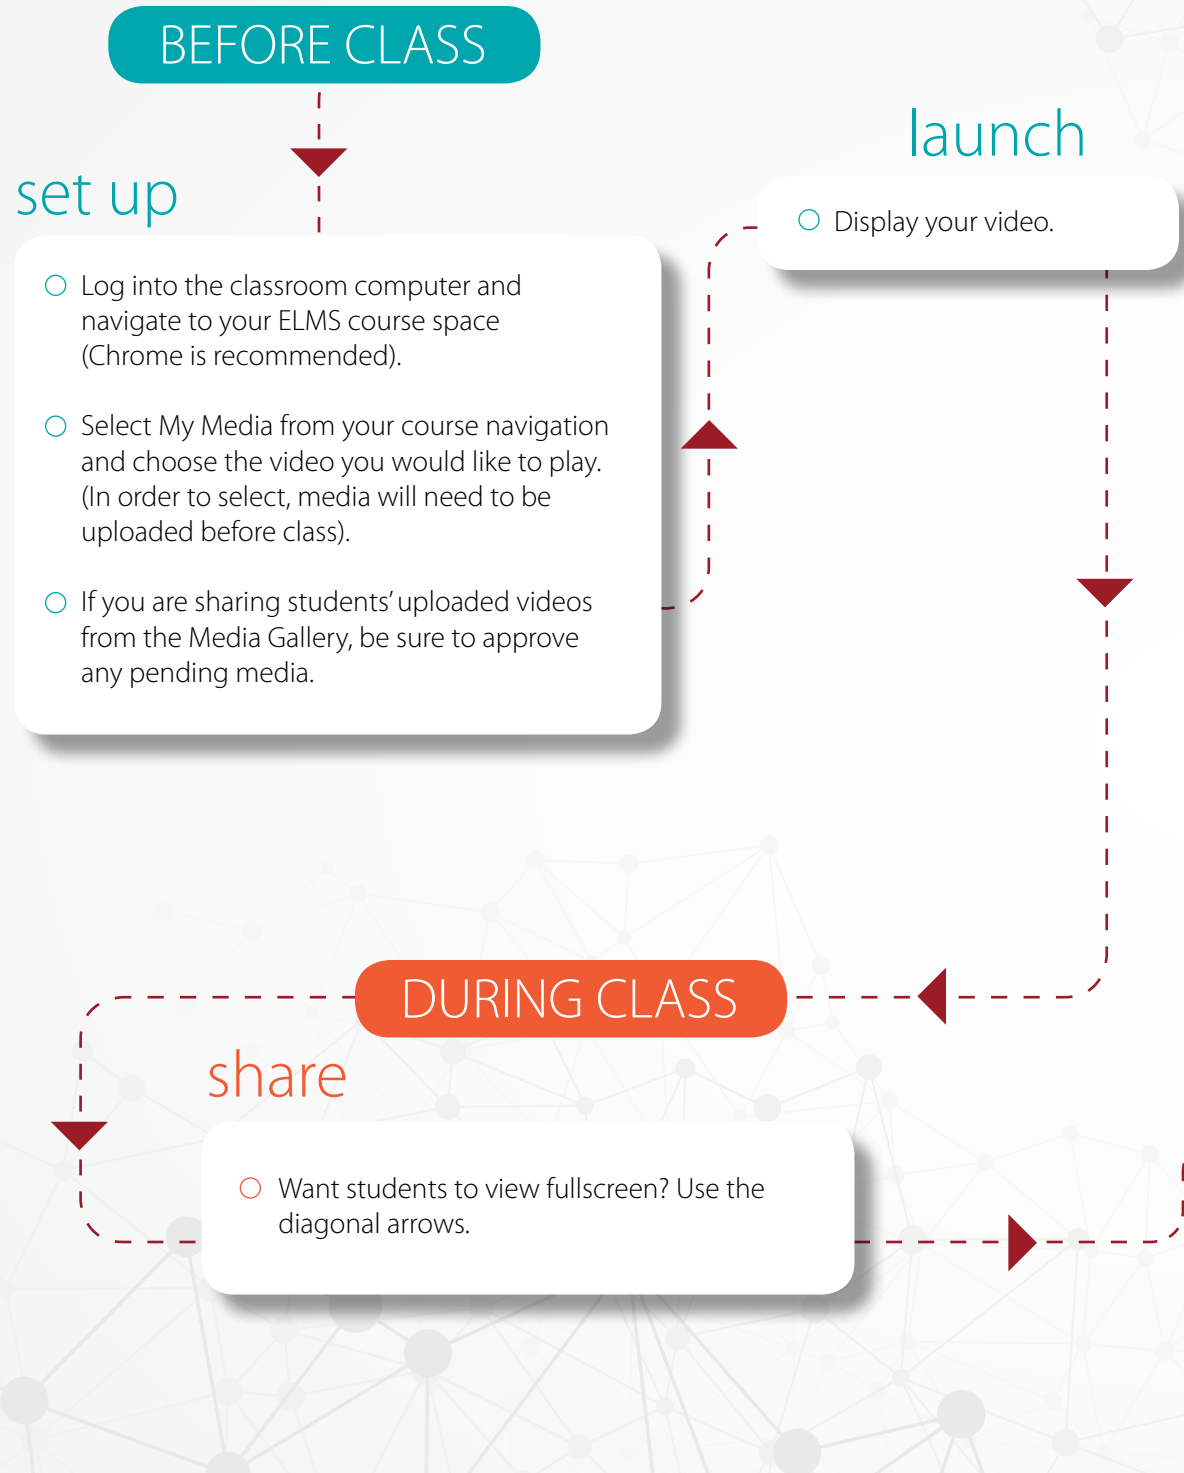 BEFORE CLASS
set up
Log into the classroom computer and
navigate to your ELMS course space
(Chrome is recommended).
Select My Media from your course navigation
and choose the video you would like to play.
(In order to select, media will need to be
uploaded before class).
If you are sharing students’ uploaded videos
from the Media Gallery, be sure to approve
any pending media.
launch
Display your video.
DURING CLASS
share
Want students to view fullscreen? Use the
diagonal arrows.